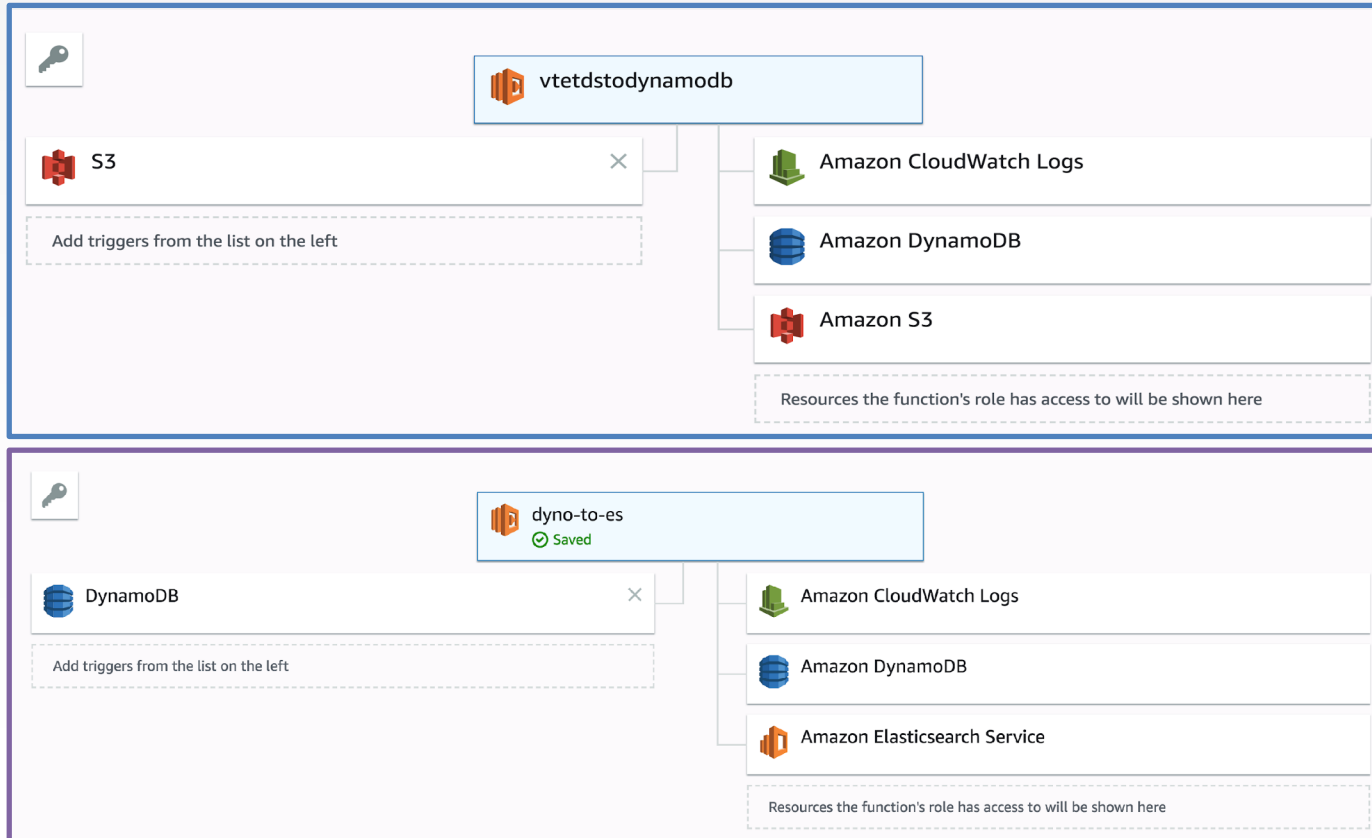 vtetdstodynamodb
S3
Add triggers from the list on the left
Amazon CloudWatch Logs
Amazon DynamoDB
Amazon S3
Resources the function's role has access to will be shown here
dyno-to-es
Saved
DynamoDB
Add triggers from the list on the left
Amazon CloudWatch Logs
Amazon DynamoDB
Amazon Elasticsearch Service
Resources the function's role has access to will be shown here